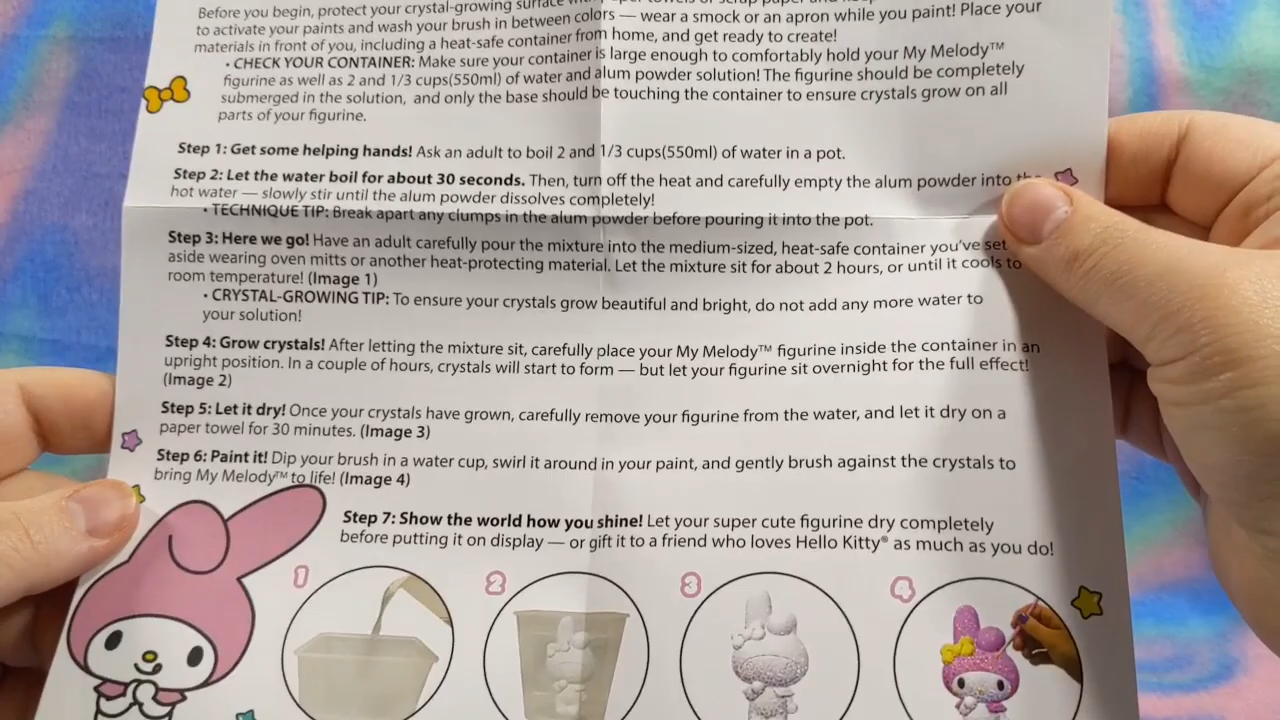 Before you begin, protect your crystal-growing surface with
to activate your paints and wash your brush in between colors — wear a smock or an apron while you paint! Place your
materials in front of you, including a heat-safe container from home, and get ready to create!
• CHECK YOUR CONTAINER: Make sure your container is large enough to comfortably hold your My Melody™
figurine as well as 2 and 1/3 cups(550ml) of water and alum powder solution! The figurine should be completely
submerged in the solution, and only the base should be touching the container to ensure crystals grow on all
parts of your figurine.
Step 1: Get some helping hands! Ask an adult to boil 2 and 1/3 cups(550ml) of water in a pot.
Step 2: Let the water boil for about 30 seconds. Then, turn off the heat and carefully empty the alum powder into the
hot water — slowly stir until the alum powder dissolves completely!
• TECHNIQUE TIP: Break apart any clumps in the alum powder before pouring it into the pot.
Step 3: Here we go! Have an adult carefully pour the mixture into the medium-sized, heat-safe container you've set
aside wearing oven mitts or another heat-protecting material. Let the mixture sit for about 2 hours, or until it cools to
room temperature! (Image 1)
• CRYSTAL-GROWING TIP: To ensure your crystals grow beautiful and bright, do not add any more water to
your solution!
Step 4: Grow crystals! After letting the mixture sit, carefully place your My Melody™ figurine inside the container in an
upright position. In a couple of hours, crystals will start to form — but let your figurine sit overnight for the full effect!
(Image 2)
Step 5: Let it dry! Once your crystals have grown, carefully remove your figurine from the water, and let it dry on a
paper towel for 30 minutes. (Image 3)
Step 6: Paint it! Dip your brush in a water cup, swirl it around in your paint, and gently brush against the crystals to
bring My Melody™ to life! (Image 4)
Step 7: Show the world how you shine! Let your super cute figurine dry completely
before putting it on display — or gift it to a friend who loves Hello Kitty® as much as you do!
1 2 3 4